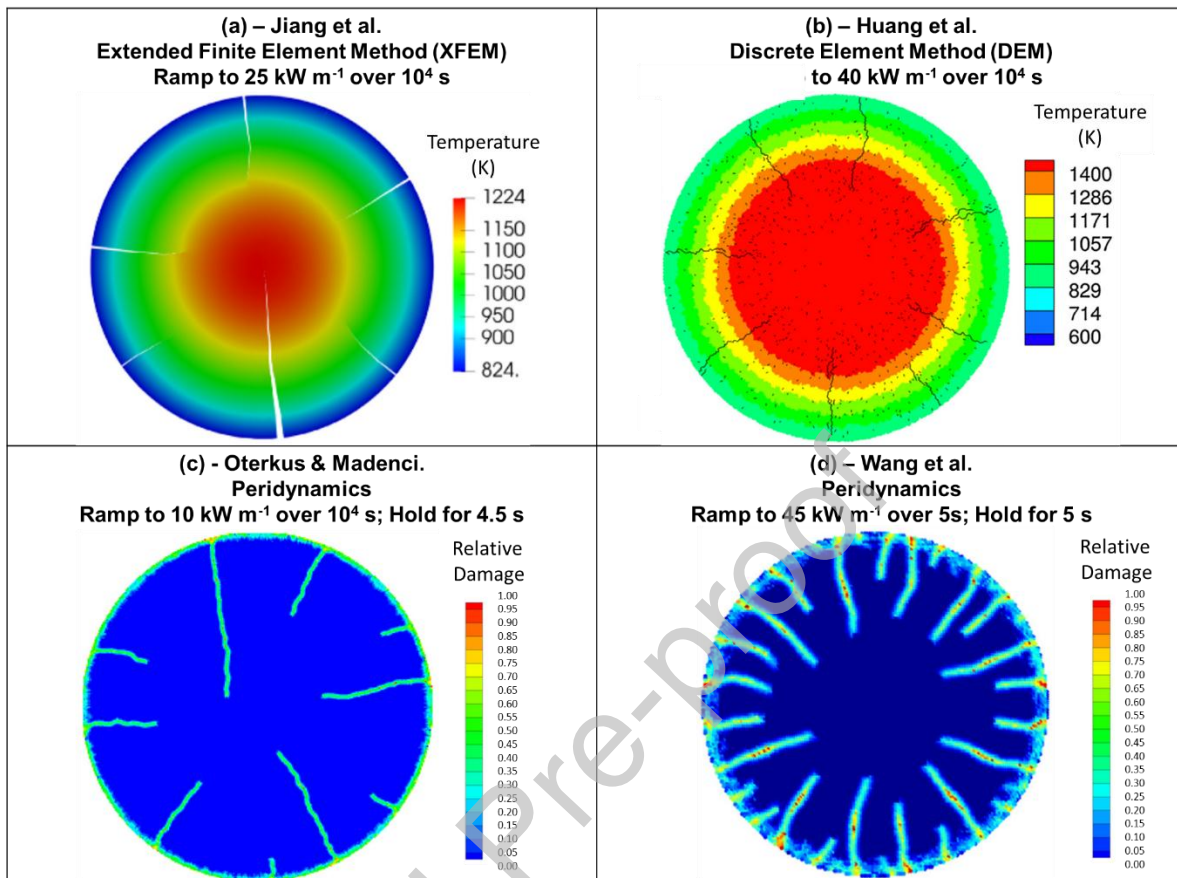 (a) – Jiang et al.
Extended Finite Element Method (XFEM)
Ramp to 25 kW m-1 over 10⁴ s
Temperature
(K)
1224
1150
1100
1050
1000
950
900
824.
(b) – Huang et al.
Discrete Element Method (DEM)
to 40 kW m-1 over 10⁴ s
Temperature
(K)
1400
1286
1171
1057
943
829
714
600
(c) - Oterkus & Madenci.
Peridynamics
Ramp to 10 kW m-1 over 10⁴ s; Hold for 4.5 s
Relative
Damage
1.00
0.95
0.90
0.85
0.80
0.75
0.70
0.65
0.60
0.55
0.50
0.45
0.40
0.35
0.30
0.25
0.20
0.15
0.10
0.05
0.00
(d) – Wang et al.
Peridynamics
Ramp to 45 kW m-1 over 5s; Hold for 5 s
Relative
Damage
1.00
0.95
0.90
0.85
0.80
0.75
0.70
0.65
0.60
0.55
0.50
0.45
0.40
0.35
0.30
0.25
0.20
0.15
0.10
0.05
0.00
Pre-proof